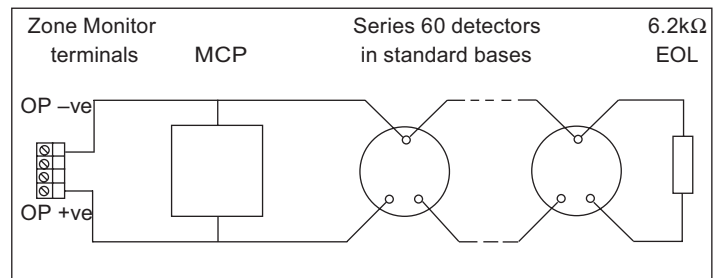 Zone Monitor Series 60 detectors 6.2kΩ
terminals MCP in standard bases EOL
OP –ve
OP +ve